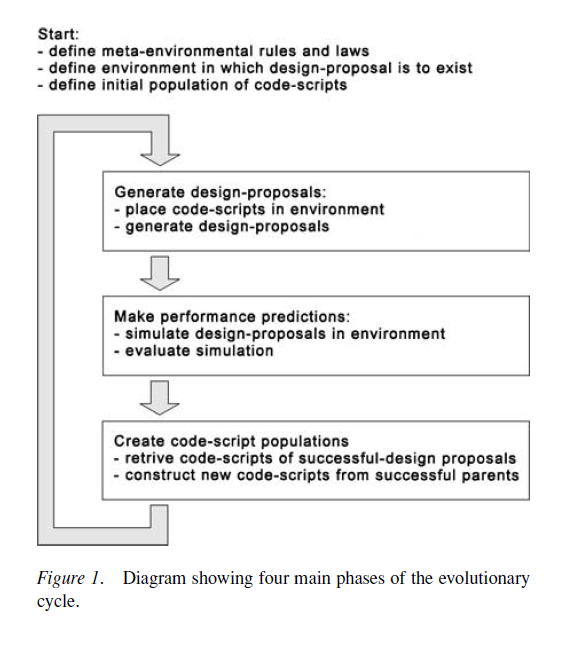 Start:
- define meta-environmental rules and laws
- define environment in which design-proposal is to exist
- define initial population of code-scripts
Generate design-proposals:
- place code-scripts in environment
- generate design-proposals
Make performance predictions:
- simulate design-proposals in environment
- evaluate simulation
Create code-script populations
- retrive code-scripts of successful-design proposals
- construct new code-scripts from successful parents
Figure 1. Diagram showing four main phases of the evolutionary
cycle.